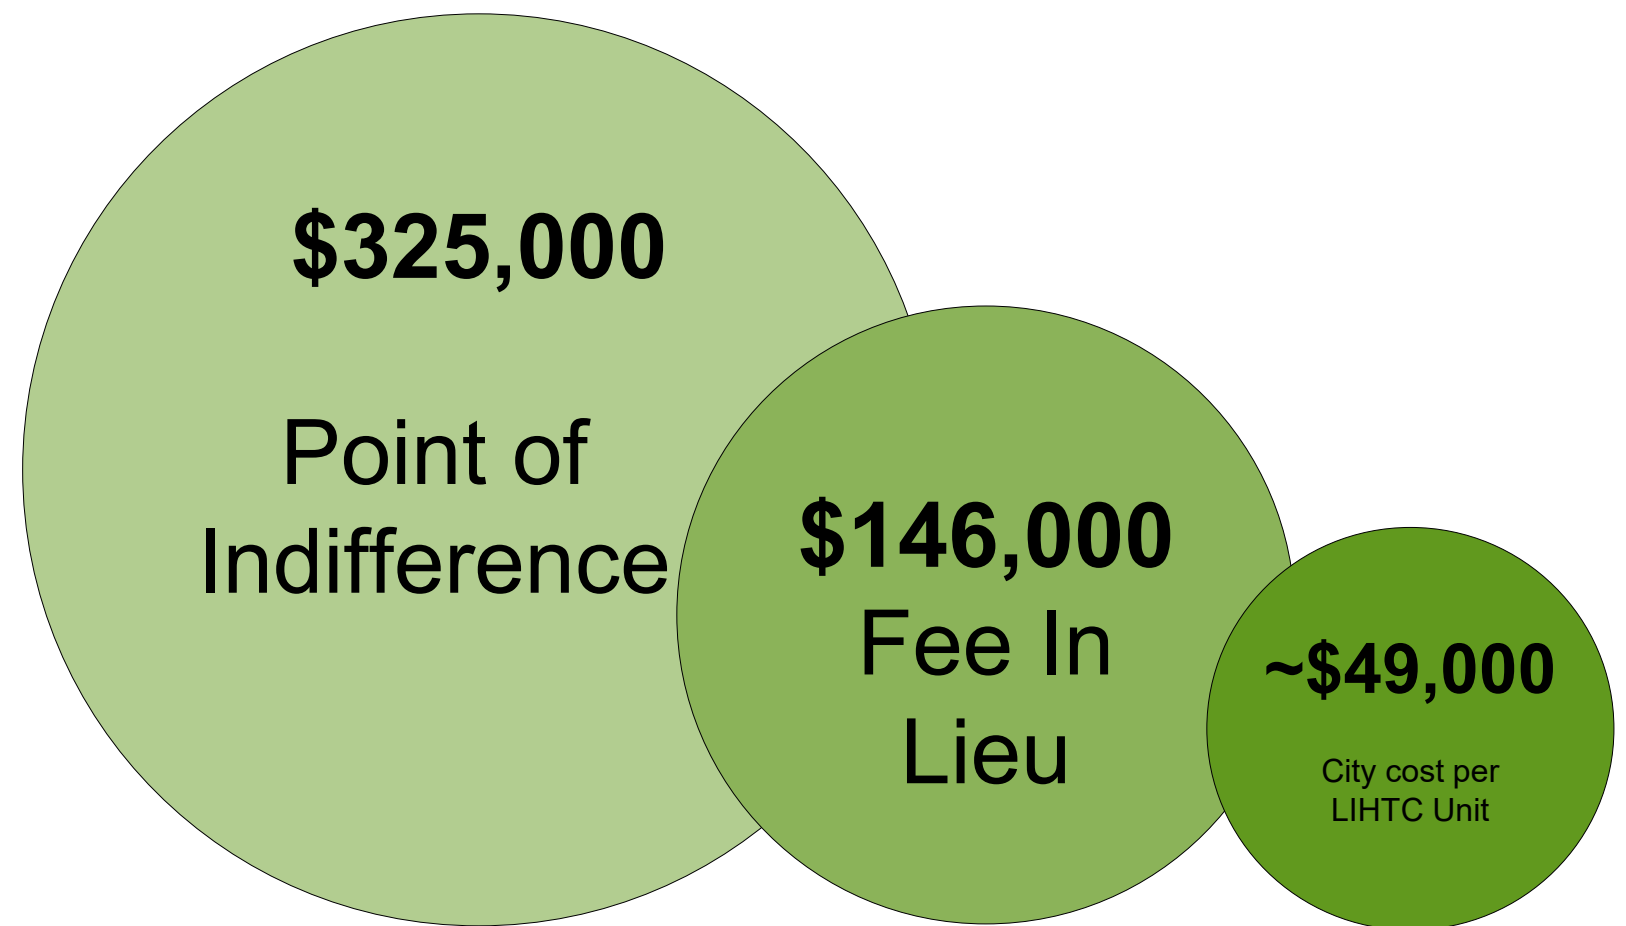 $325,000
Point of
Indifference
$146,000
Fee In
Lieu
~$49,000
City cost per
LIHTC Unit